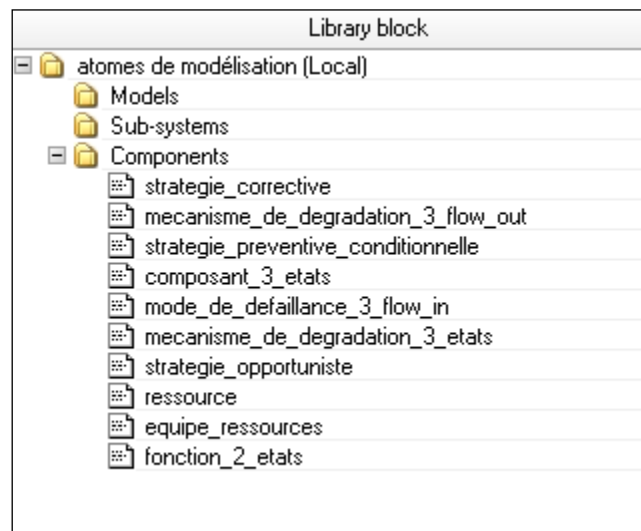 Library block
atomes de modélisation (Local)
Models
Sub-systems
Components
strategie_corrective
mecanisme_de_degradation_3_flow_out
strategie_preventive_conditionnelle
composant_3_etats
mode_de_defaillance_3_flow_in
mecanisme_de_degradation_3_etats
strategie_opportuniste
ressource
equipe_ressources
fonction_2_etats